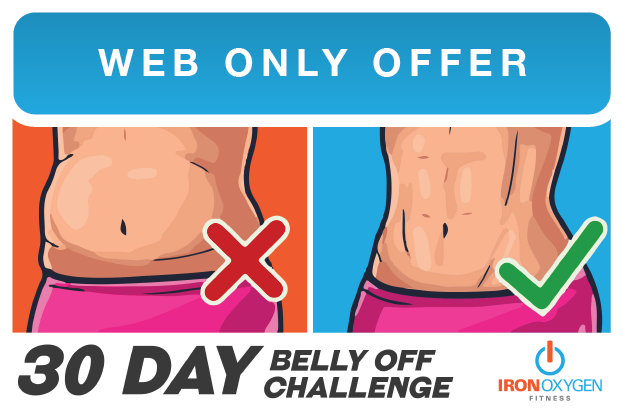 WEB ONLY OFFER
30 DAY
BELLY OFF
CHALLENGE
IRONOXYGEN
FITNESS